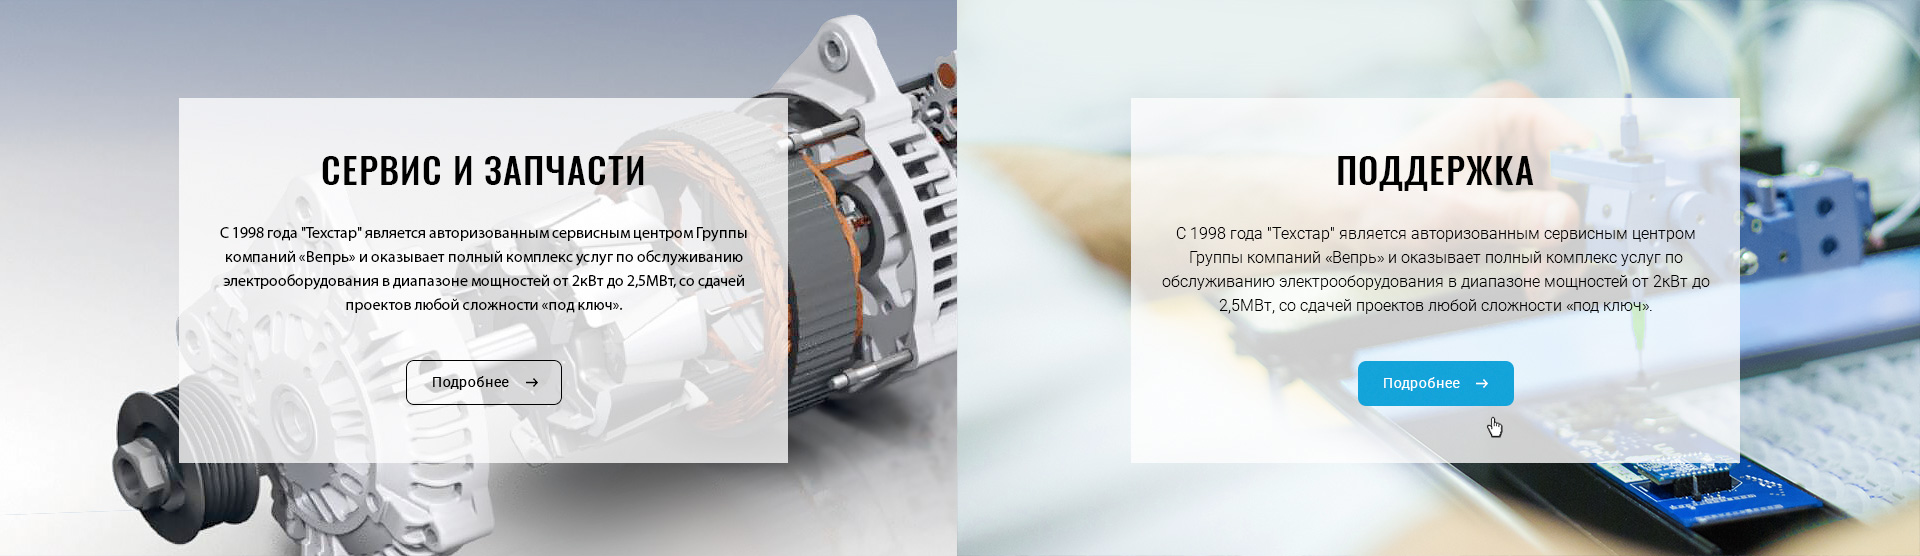 СЕРВИС И ЗАПЧАСТИ
С 1998 года "Техстар" является авторизованным сервисным центром Группы
компаний «Вепрь» и оказывает полный комплекс услуг по обслуживанию
электрооборудования в диапазоне мощностей от 2кВт до 2,5МВт, со сдачей
проектов любой сложности «под ключ».
Подробнее →
ПОДДЕРЖКА
С 1998 года "Техстар" является авторизованным сервисным центром
Группы компаний «Вепрь» и оказывает полный комплекс услуг по
обслуживанию электрооборудования в диапазоне мощностей от 2кВт до
2,5МВт, со сдачей проектов любой сложности «под ключ».
Подробнее →